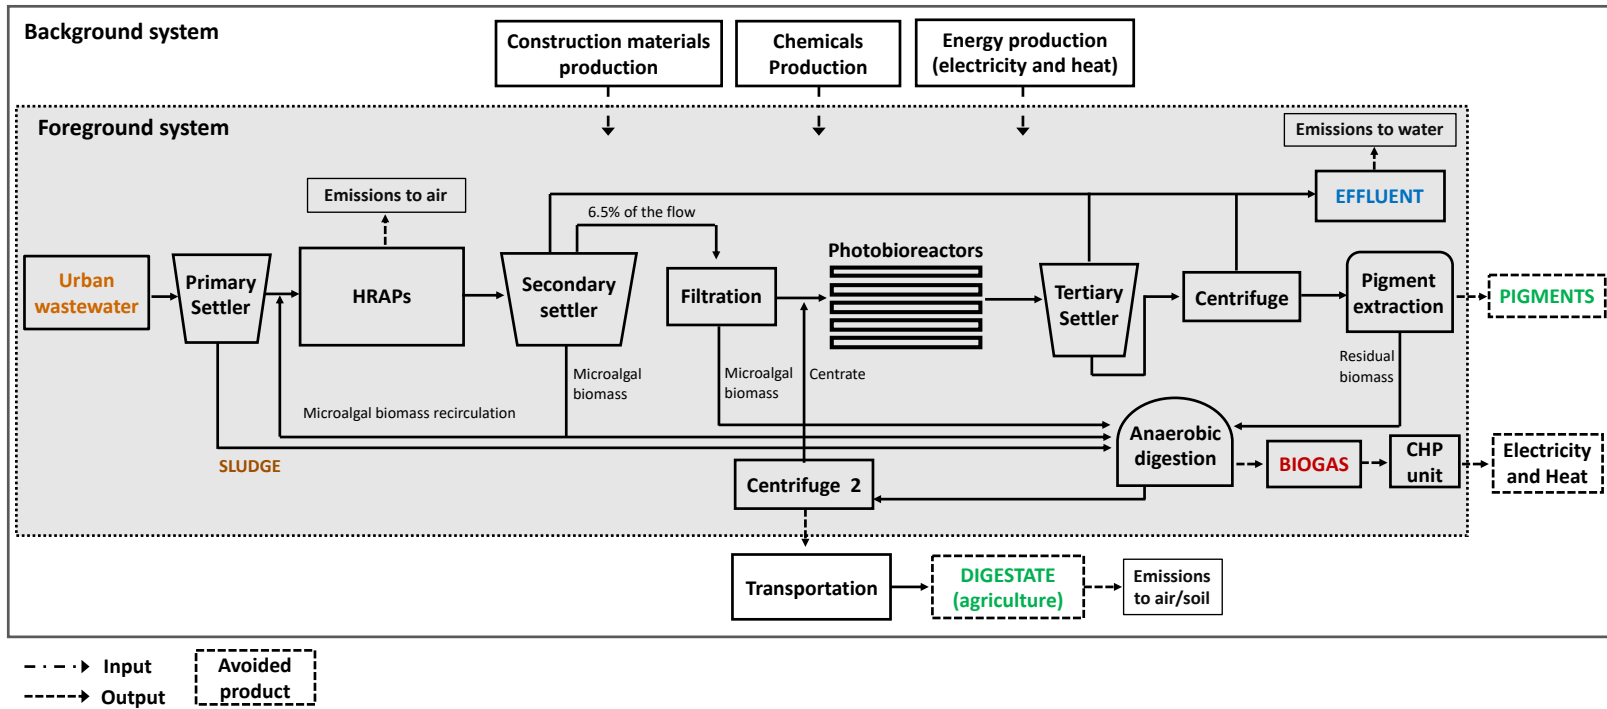 Background system
Construction materials
production
Chemicals
Production
Energy production
(electricity and heat)
Foreground system
Emissions to water
Emissions to air
EFFLUENT
6.5% of the flow
Photobioreactors
Urban
wastewater
Primary
Settler
HRAPs
Secondary
settler
Filtration
Tertiary
Settler
Centrifuge
Pigment
extraction
PIGMENTS
Microalgal
biomass
Microalgal
biomass
Centrate
Residual
biomass
Microalgal biomass recirculation
SLUDGE
Anaerobic
digestion
BIOGAS
CHP
unit
Electricity
and Heat
Centrifuge 2
Transportation
DIGESTATE
(agriculture)
Emissions
to air/soil
Input
Output
Avoided
product